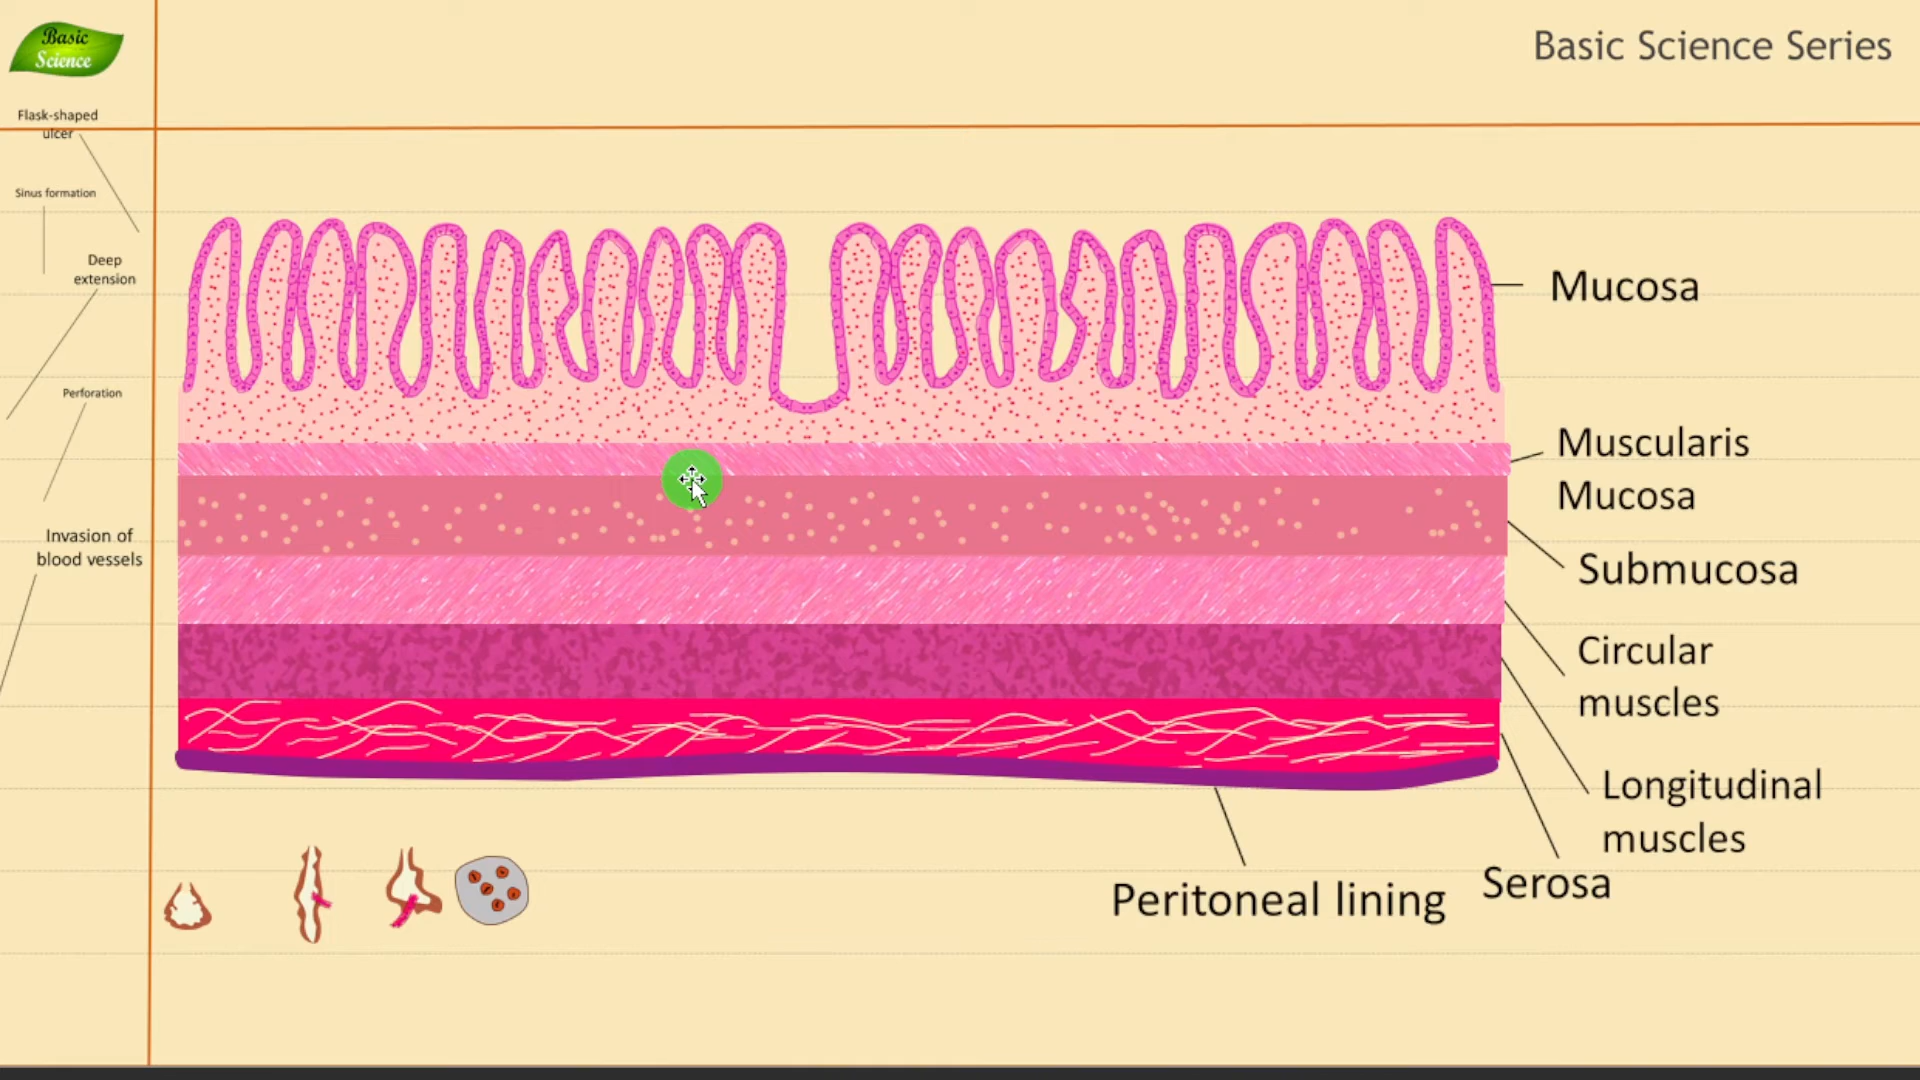 Basic
Science
Basic Science Series
Flask-shaped
ulcer
Sinus formation
Deep
extension
Perforation
Invasion of
blood vessels
Mucosa
Muscularis
Mucosa
Submucosa
Circular
muscles
Longitudinal
muscles
Serosa
Peritoneal lining